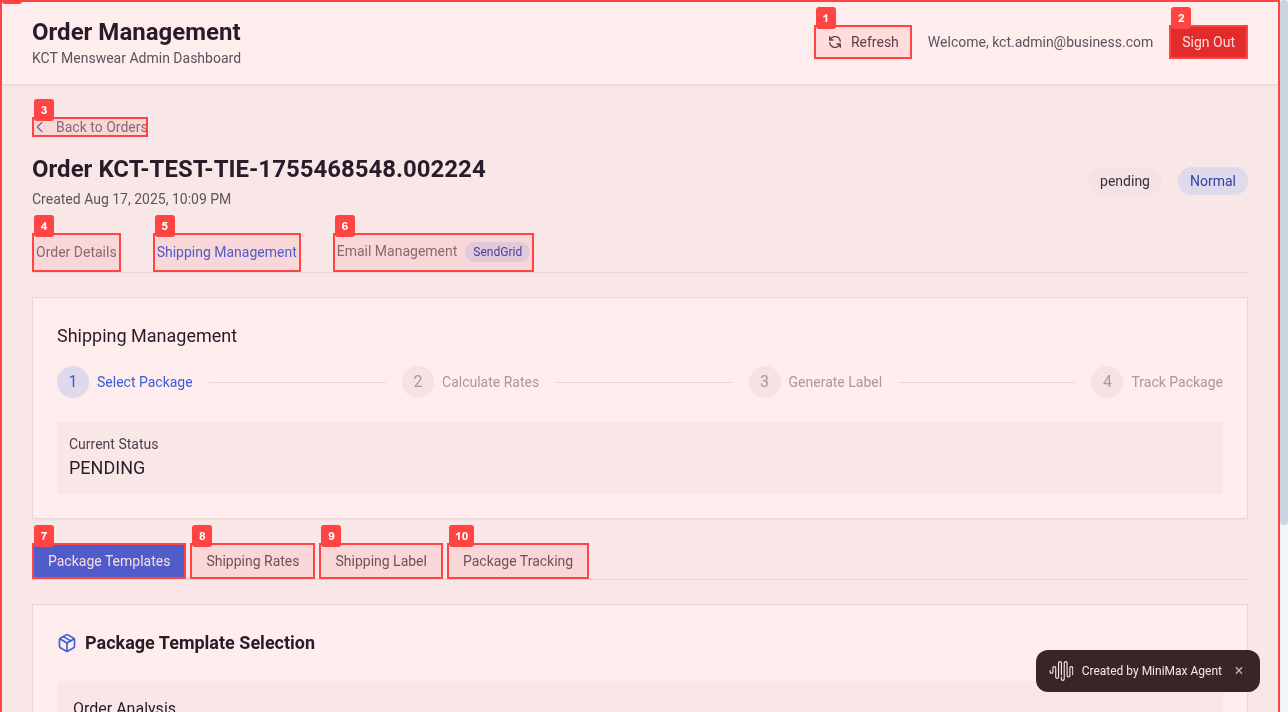 Order Management
KCT Menswear Admin Dashboard
1
Refresh
Welcome, kct.admin@business.com
2
Sign Out
3
Back to Orders
Order KCT-TEST-TIE-1755468548.002224
Created Aug 17, 2025, 10:09 PM
pending
Normal
4
Order Details
5
Shipping Management
6
Email Management SendGrid
Shipping Management
1 Select Package
2 Calculate Rates
3 Generate Label
4 Track Package
Current Status
PENDING
7
Package Templates
8
Shipping Rates
9
Shipping Label
10
Package Tracking
Package Template Selection
Order Analysis
Created by MiniMax Agent ×